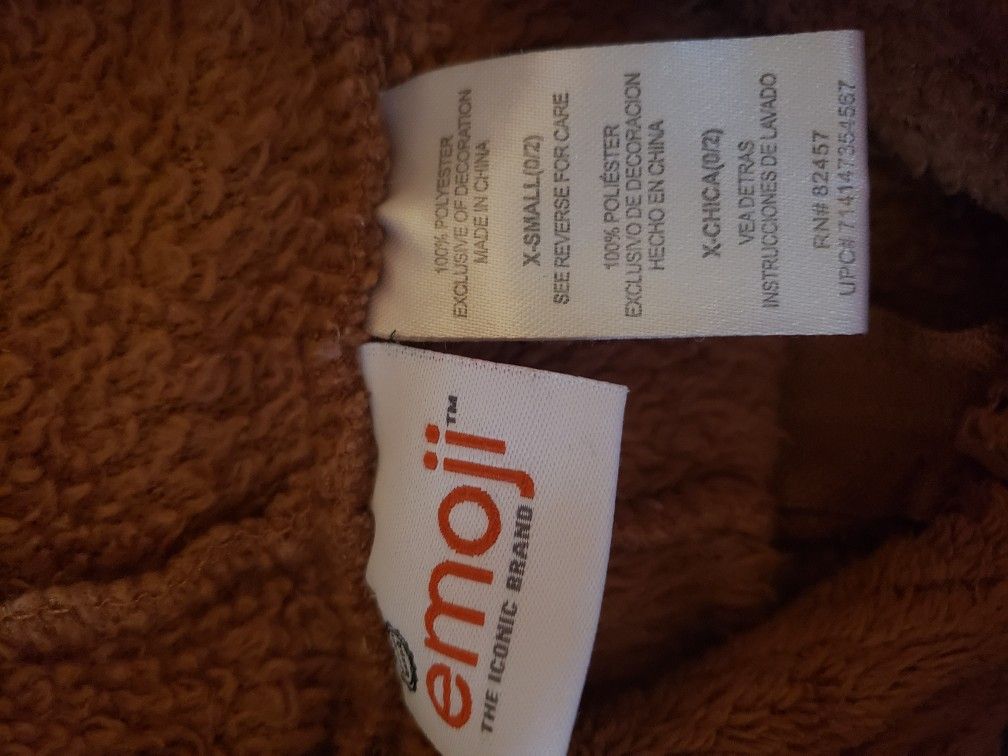 100% POLYESTER
EXCLUSIVE OF DECORATION
MADE IN CHINA
X-SMALL(0/2)
SEE REVERSE FOR CARE
100% POLIÉSTER
EXCLUSIVO DE DECORACION
HECHO EN CHINA
X-CHICA(0/2)
VEA DETRAS
INSTRUCCIONES DE LAVADO
RN# 82457
UPC# 714147354567
emoji™
THE ICONIC BRAND